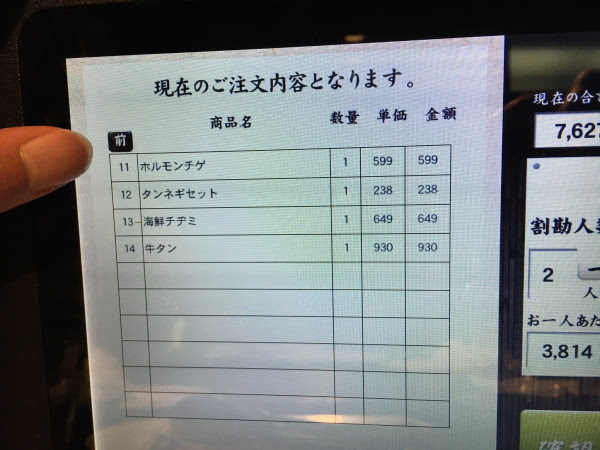 現在のご注文内容となります。
商品名 数量 単価 金額
前
11 ホルモンチゲ 1 599 599
12 タンネギセット 1 238 238
13 海鮮チヂミ 1 649 649
14 牛タン 1 930 930
現在の合
7,627
割勘人
2
人
お一人あた
3,814
確認